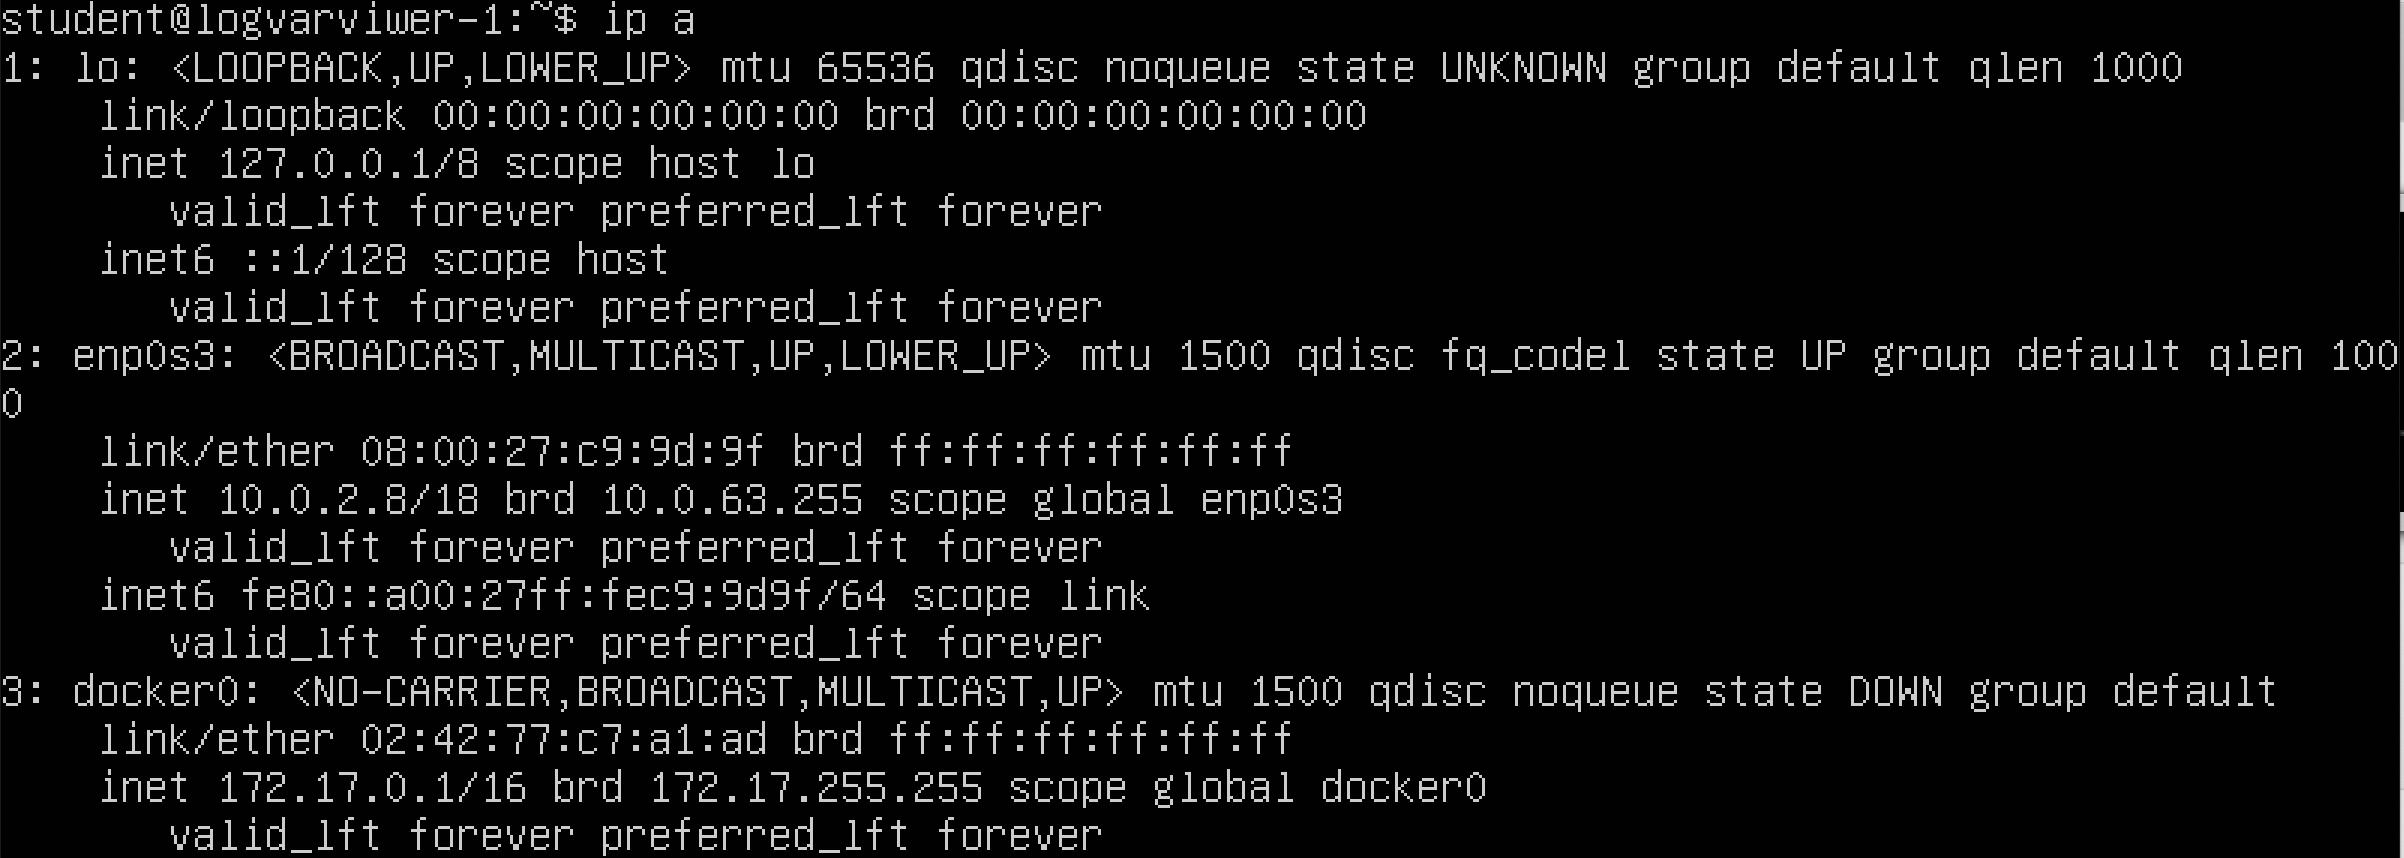 student@logvarviwer-1:~$ ip a
1: lo: <LOOPBACK,UP,LOWER_UP> mtu 65536 qdisc noqueue state UNKNOWN group default qlen 1000
link/loopback 00:00:00:00:00:00 brd 00:00:00:00:00:00
inet 127.0.0.1/8 scope host lo
valid_lft forever preferred_lft forever
inet6 ::1/128 scope host
valid_lft forever preferred_lft forever
2: enp0s3: <BROADCAST,MULTICAST,UP,LOWER_UP> mtu 1500 qdisc fq_codel state UP group default qlen 100
0
link/ether 08:00:27:c9:9d:9f brd ff:ff:ff:ff:ff:ff
inet 10.0.2.8/18 brd 10.0.63.255 scope global enp0s3
valid_lft forever preferred_lft forever
inet6 fe80::a00:27ff:fec9:9d9f/64 scope link
valid_lft forever preferred_lft forever
3: docker0: <NO-CARRIER,BROADCAST,MULTICAST,UP> mtu 1500 qdisc noqueue state DOWN group default
link/ether 02:42:77:c7:a1:ad brd ff:ff:ff:ff:ff:ff
inet 172.17.0.1/16 brd 172.17.255.255 scope global docker0
valid_lft forever preferred_lft forever